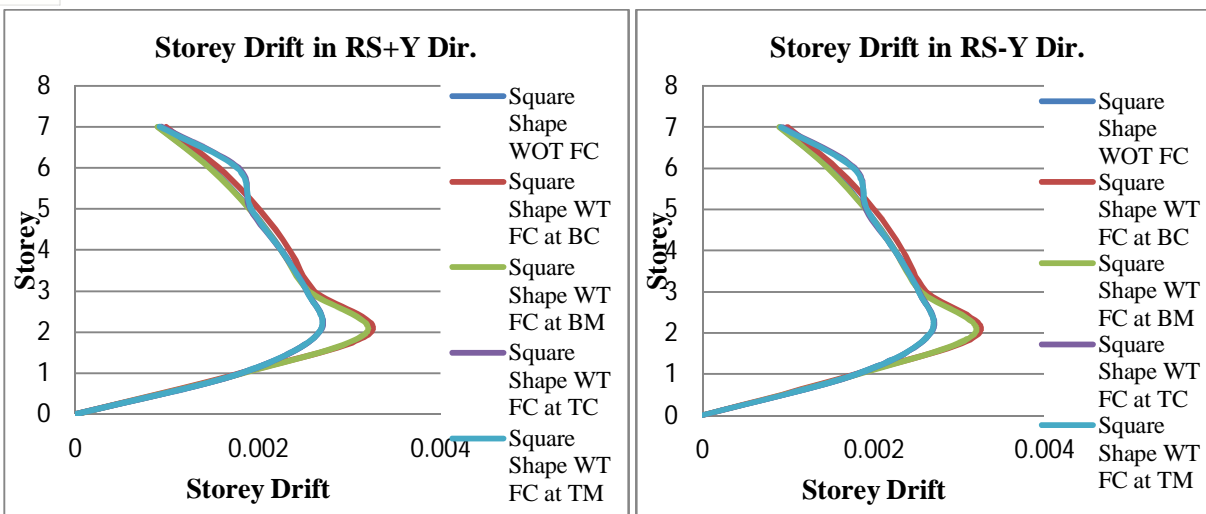 Storey Drift in RS+Y Dir.
8
7
6
5
4
3
2
1
0
Storey
0
0.002
0.004
Storey Drift
Square
Shape
WOT FC
Square
Shape WT
FC at BC
Square
Shape WT
FC at BM
Square
Shape WT
FC at TC
Square
Shape WT
FC at TM
Storey Drift in RS-Y Dir.
8
7
6
5
4
3
2
1
0
Storey
0
0.002
0.004
Storey Drift
Square
Shape
WOT FC
Square
Shape WT
FC at BC
Square
Shape WT
FC at BM
Square
Shape WT
FC at TC
Square
Shape WT
FC at TM